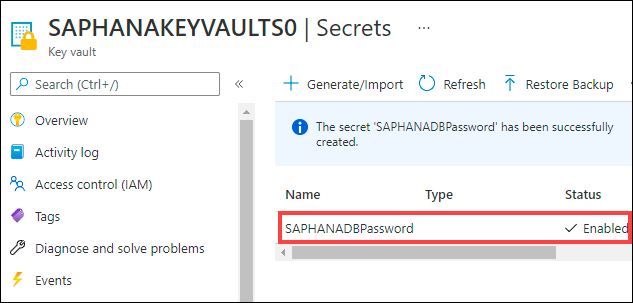 SAPHANAKEYVAULTS0 | Secrets ...
Key vault
Search (Ctrl+/) «
Overview
Activity log
Access control (IAM)
Tags
Diagnose and solve problems
Events
+ Generate/Import Refresh Restore Backup
The secret 'SAPHANADBPassword' has been successfully
created.
Name Type Status
SAPHANADBPassword ✓ Enabled